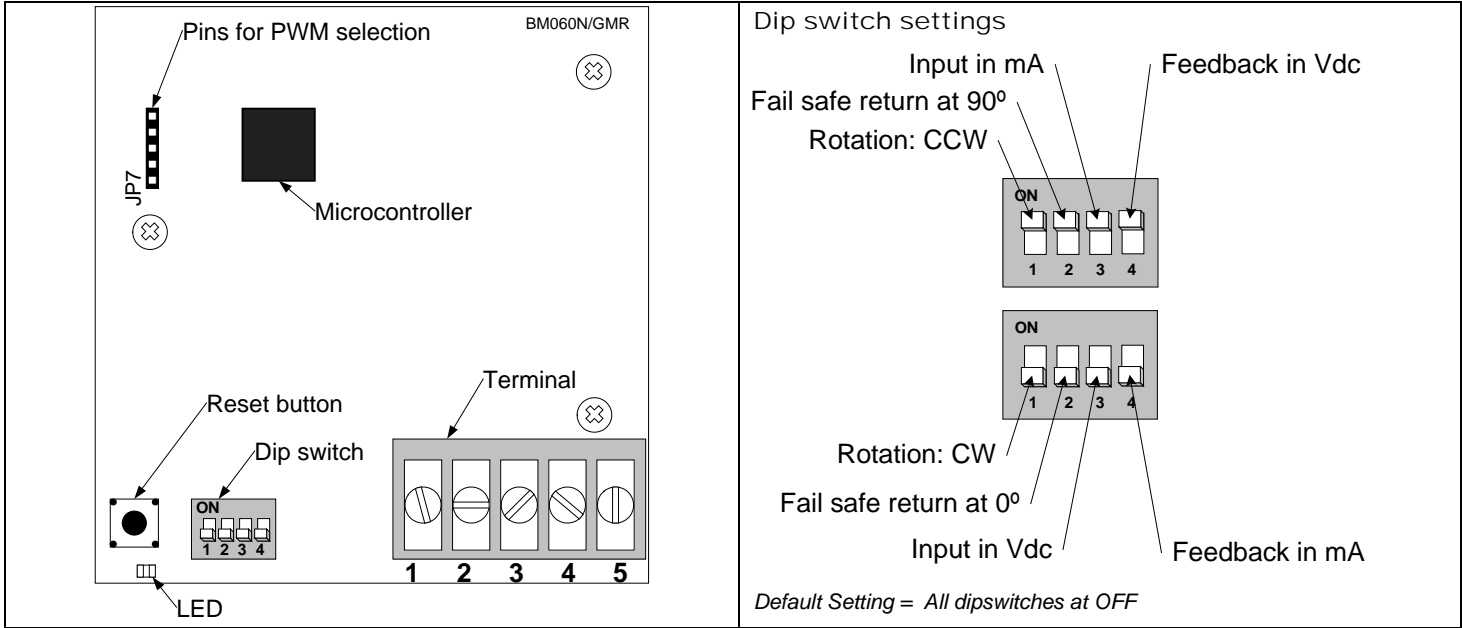 Pins for PWM selection
BM060N/GMR
JP7
Microcontroller
Terminal
Reset button
Dip switch
ON
1 2 3 4
1 2 3 4 5
LED
Dip switch settings
Input in mA
Feedback in Vdc
Fail safe return at 90º
Rotation: CCW
ON
1 2 3 4
ON
1 2 3 4
Rotation: CW
Fail safe return at 0º
Input in Vdc
Feedback in mA
Default Setting = All dipswitches at OFF